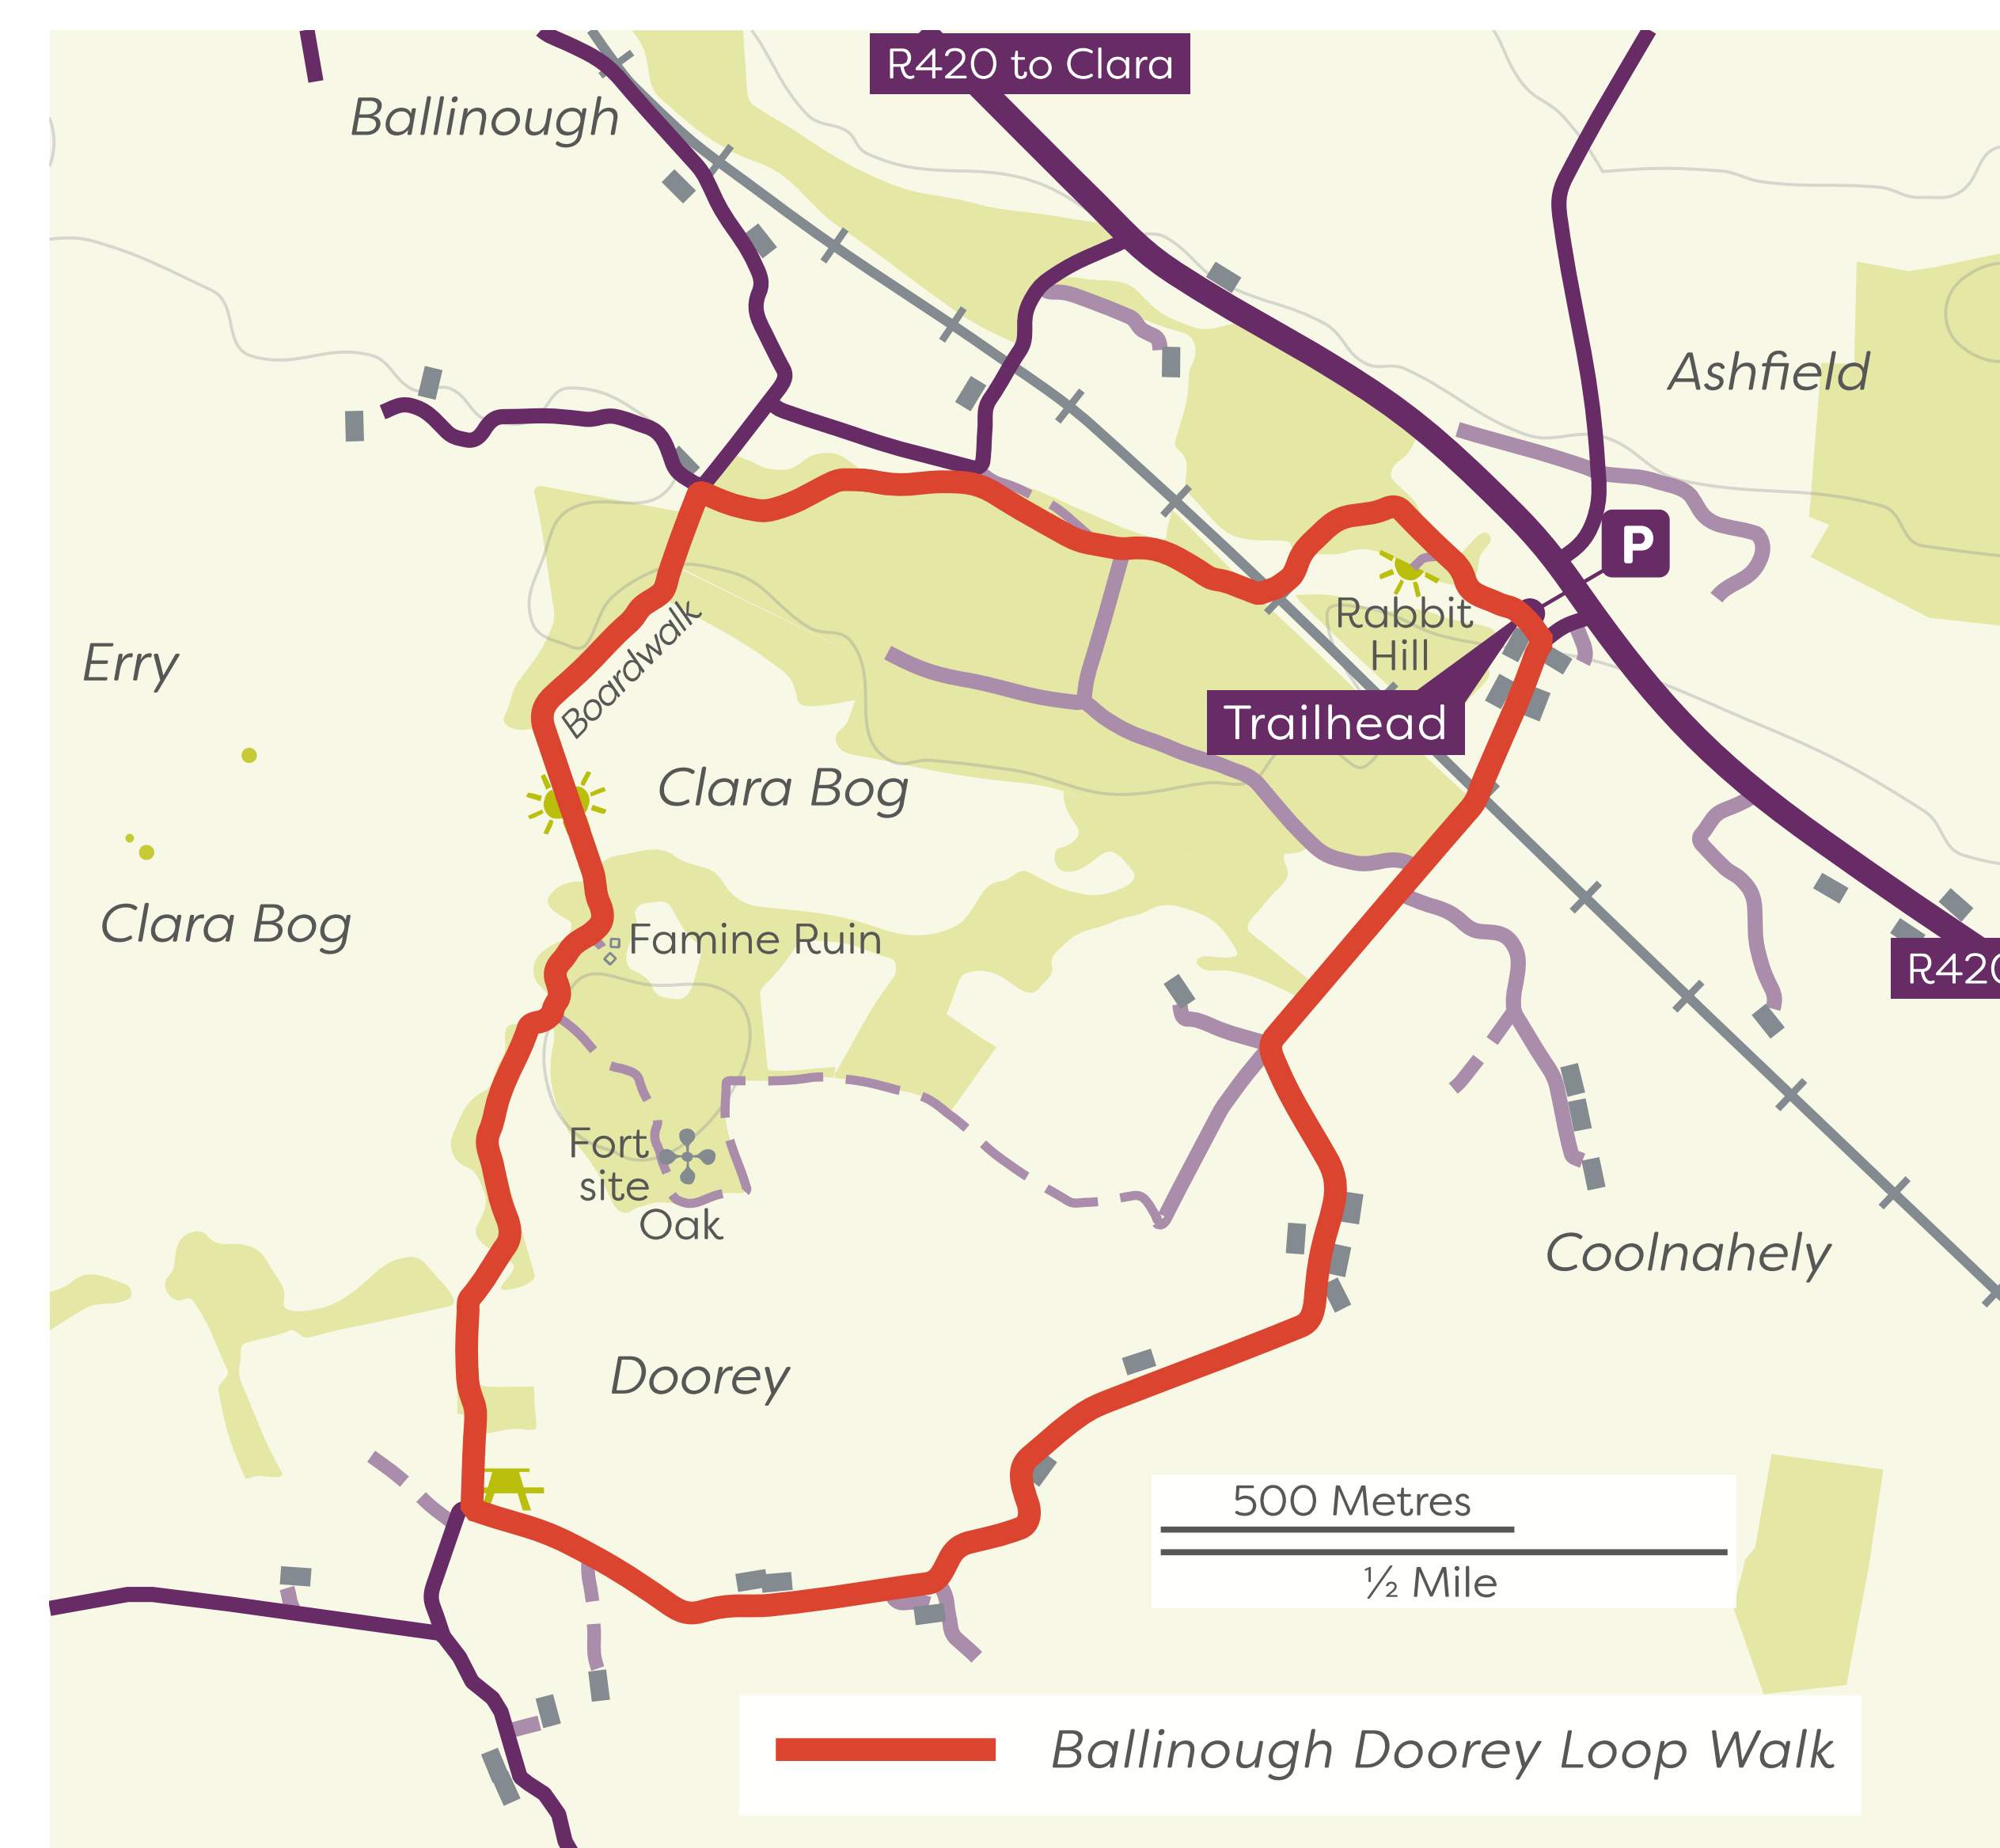 R420 to Clara
Ballinough
Ashfield
P
Rabbit
Hill
Erry
Boardwalk
Trailhead
Clara Bog
Clara Bog
Famine Ruin
R420
Fort
site
Oak
Coolnahely
Doorey
500 Metres
½ Mile
Ballinough Doorey Loop Walk